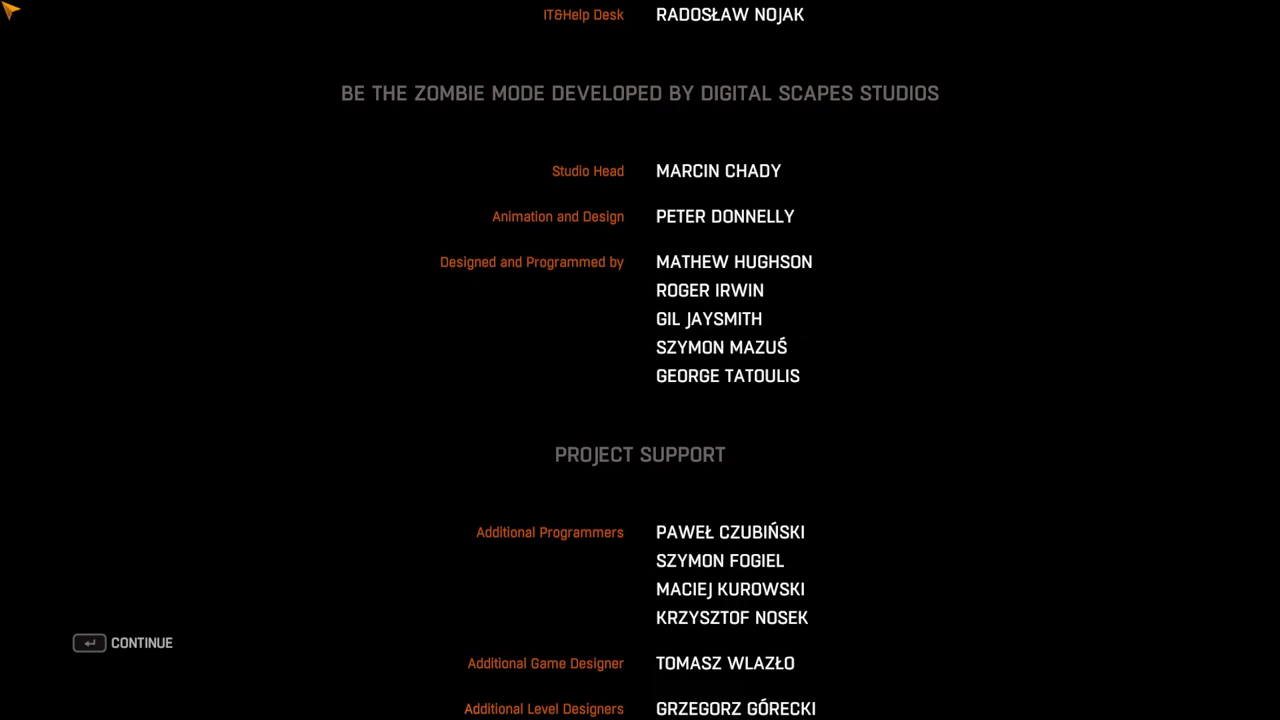 IT&Help Desk RADOSŁAW NOJAK
BE THE ZOMBIE MODE DEVELOPED BY DIGITAL SCAPES STUDIOS
Studio Head MARCIN CHADY
Animation and Design PETER DONNELLY
Designed and Programmed by MATHEW HUGHSON
ROGER IRWIN
GIL JAYSMITH
SZYMON MAZUŚ
GEORGE TATOULIS
PROJECT SUPPORT
Additional Programmers PAWEŁ CZUBIŃSKI
SZYMON FOGIEL
MACIEJ KUROWSKI
KRZYSZTOF NOSEK
CONTINUE
Additional Game Designer TOMASZ WLAZŁO
Additional Level Designers GRZEGORZ GÓRECKI